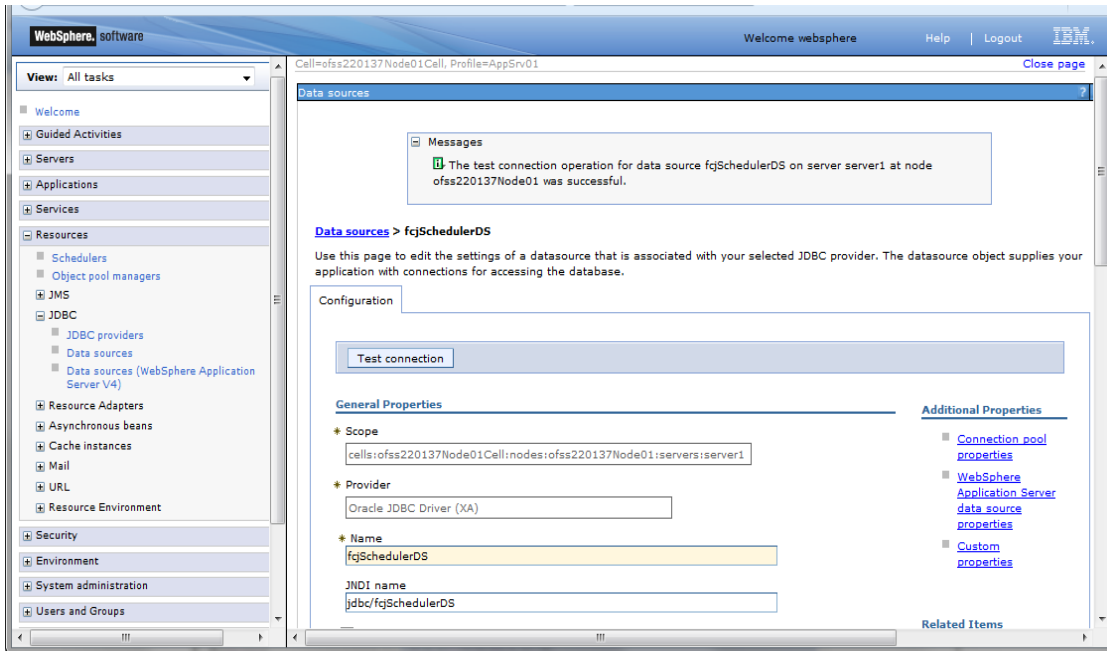 WebSphere. software
Welcome websphere
Help | Logout
IBM.
View: All tasks
Welcome
Guided Activities
Servers
Applications
Services
Resources
Schedulers
Object pool managers
JMS
JDBC
JDBC providers
Data sources
Data sources (WebSphere Application
Server V4)
Resource Adapters
Asynchronous beans
Cache instances
Mail
URL
Resource Environment
Security
Environment
System administration
Users and Groups
Cell=ofss220137Node01Cell, Profile=AppSrv01
Close page
Data sources
?
Messages
The test connection operation for data source fcjSchedulerDS on server server1 at node
ofss220137Node01 was successful.
Data sources > fcjSchedulerDS
Use this page to edit the settings of a datasource that is associated with your selected JDBC provider. The datasource object supplies your
application with connections for accessing the database.
Configuration
Test connection
General Properties
* Scope
cells:ofss220137Node01Cell:nodes:ofss220137Node01:servers:server1
* Provider
Oracle JDBC Driver (XA)
* Name
fcjSchedulerDS
JNDI name
jdbc/fcjSchedulerDS
Additional Properties
Connection pool
properties
WebSphere
Application Server
data source
properties
Custom
properties
Related Items